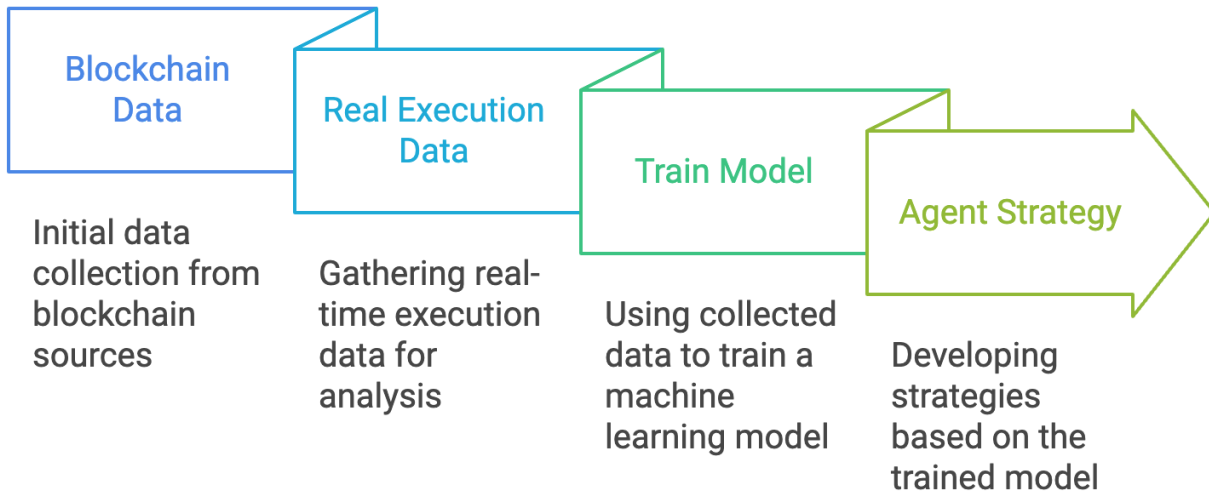 Blockchain
Data
Initial data
collection from
blockchain
sources
Real Execution
Data
Gathering real-
time execution
data for
analysis
Train Model
Using collected
data to train a
machine
learning model
Agent Strategy
Developing
strategies
based on the
trained model